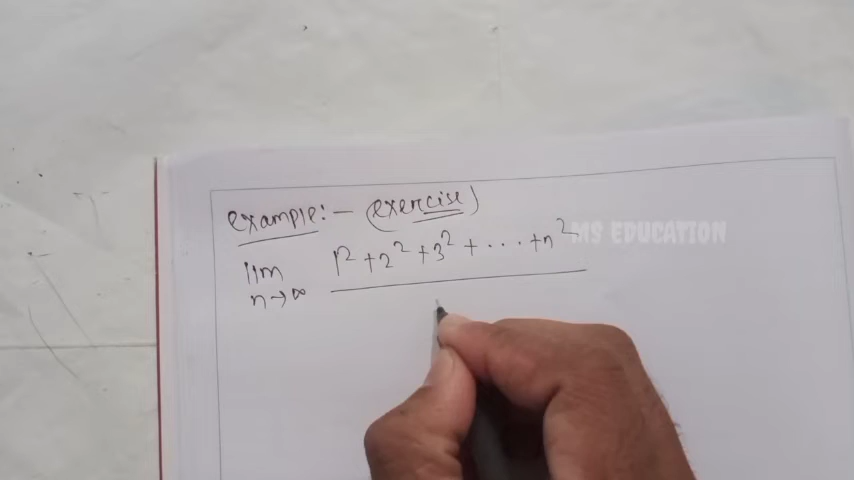 example:- (exercise)
lim n→∞ 1² + 2² + 3² + ... + n²
MS EDUCATION